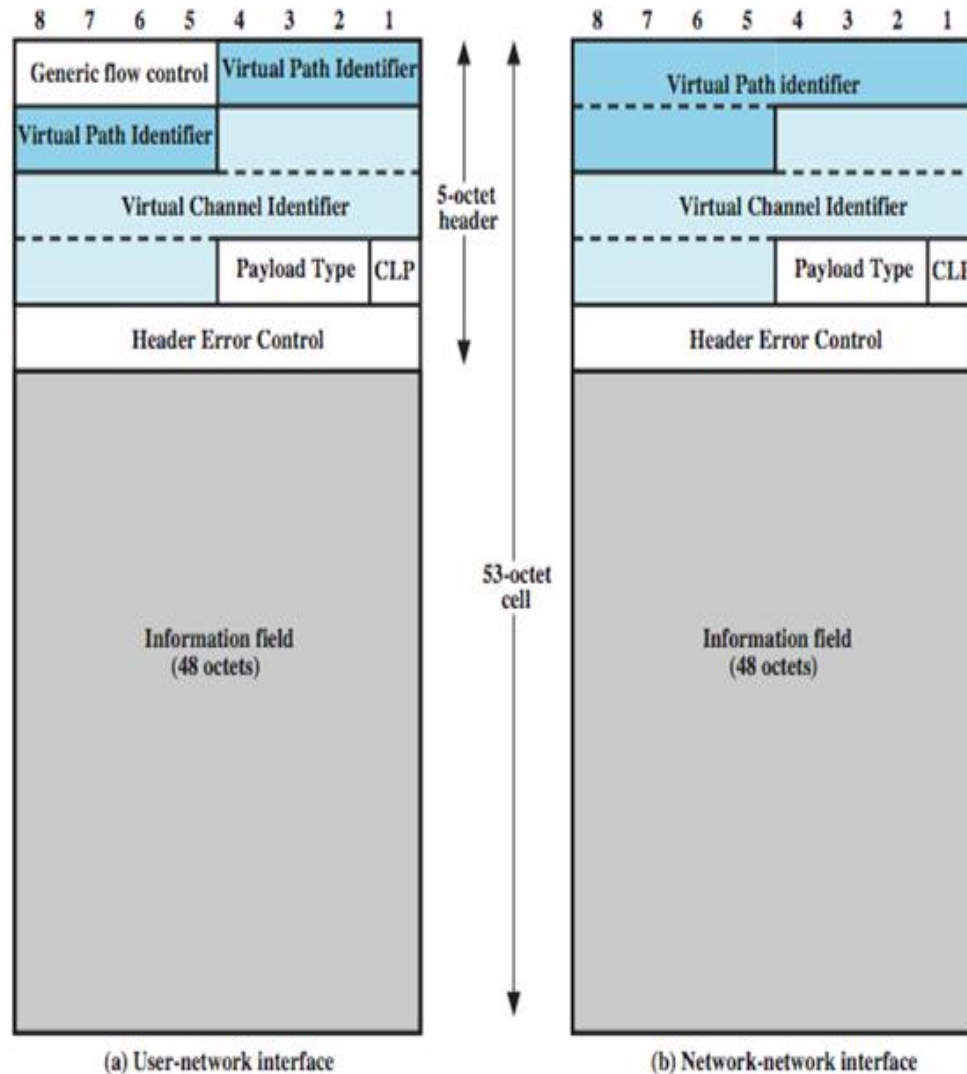 8 7 6 5 4 3 2 1
Generic flow control
Virtual Path Identifier
Virtual Path Identifier
Virtual Channel Identifier
Payload Type
CLP
Header Error Control
Information field
(48 octets)
(a) User-network interface
5-octet
header
53-octet
cell
8 7 6 5 4 3 2 1
Virtual Path identifier
Virtual Channel Identifier
Payload Type
CLP
Header Error Control
Information field
(48 octets)
(b) Network-network interface